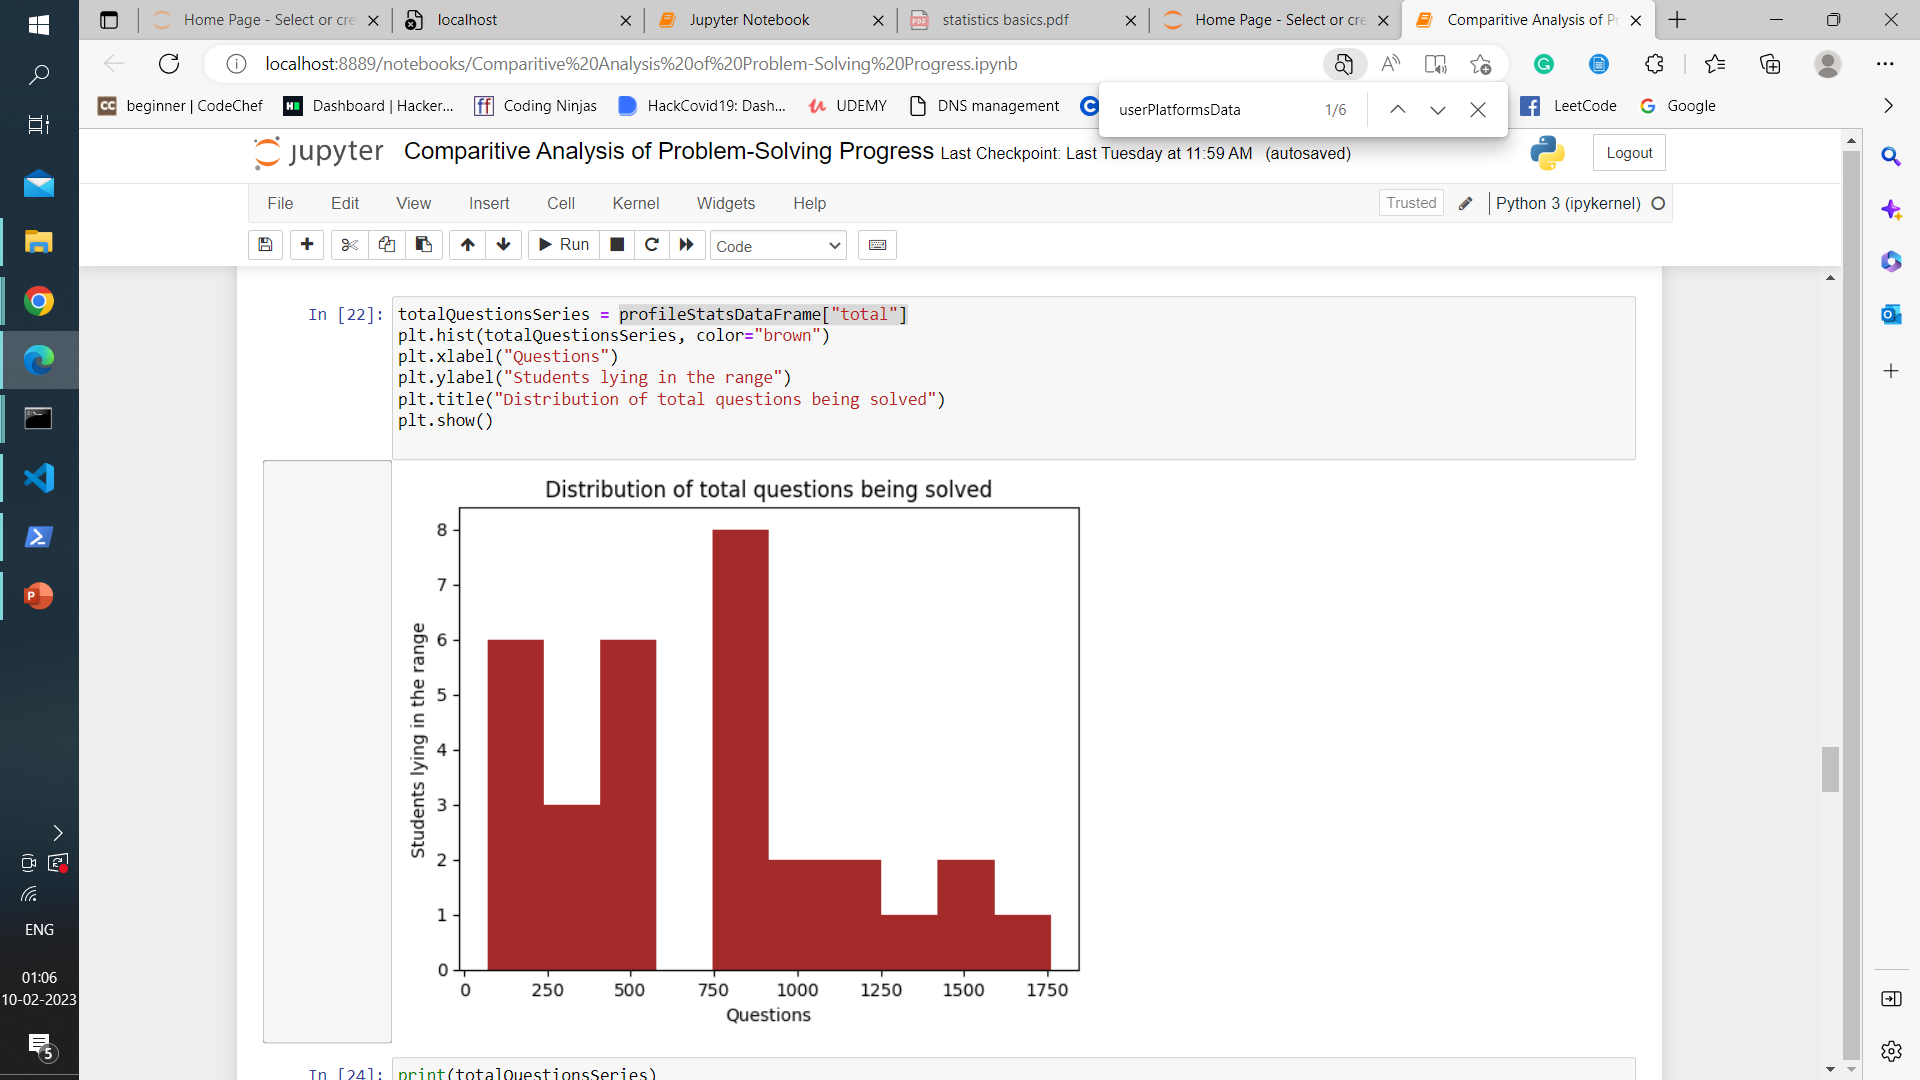 Home Page - Select or cre
localhost
Jupyter Notebook
statistics basics.pdf
Home Page - Select or cre
Comparitive Analysis of P
localhost:8889/notebooks/Comparitive%20Analysis%20of%20Problem-Solving%20Progress.ipynb
beginner | CodeChef
Dashboard | Hacker...
Coding Ninjas
HackCovid19: Dash...
UDEMY
DNS management
LeetCode
Google
userPlatformsData 1/6
jupyter Comparitive Analysis of Problem-Solving Progress Last Checkpoint: Last Tuesday at 11:59 AM (autosaved)
Logout
File Edit View Insert Cell Kernel Widgets Help
Trusted
Python 3 (ipykernel)
Run
Code
In [22]:
totalQuestionsSeries = profileStatsDataFrame["total"]
plt.hist(totalQuestionsSeries, color="brown")
plt.xlabel("Questions")
plt.ylabel("Students lying in the range")
plt.title("Distribution of total questions being solved")
plt.show()
Distribution of total questions being solved
Students lying in the range
8
7
6
5
4
3
2
1
0
0 250 500 750 1000 1250 1500 1750
Questions
In [24]: print(totalQuestionsSeries)
ENG
01:06
10-02-2023
5